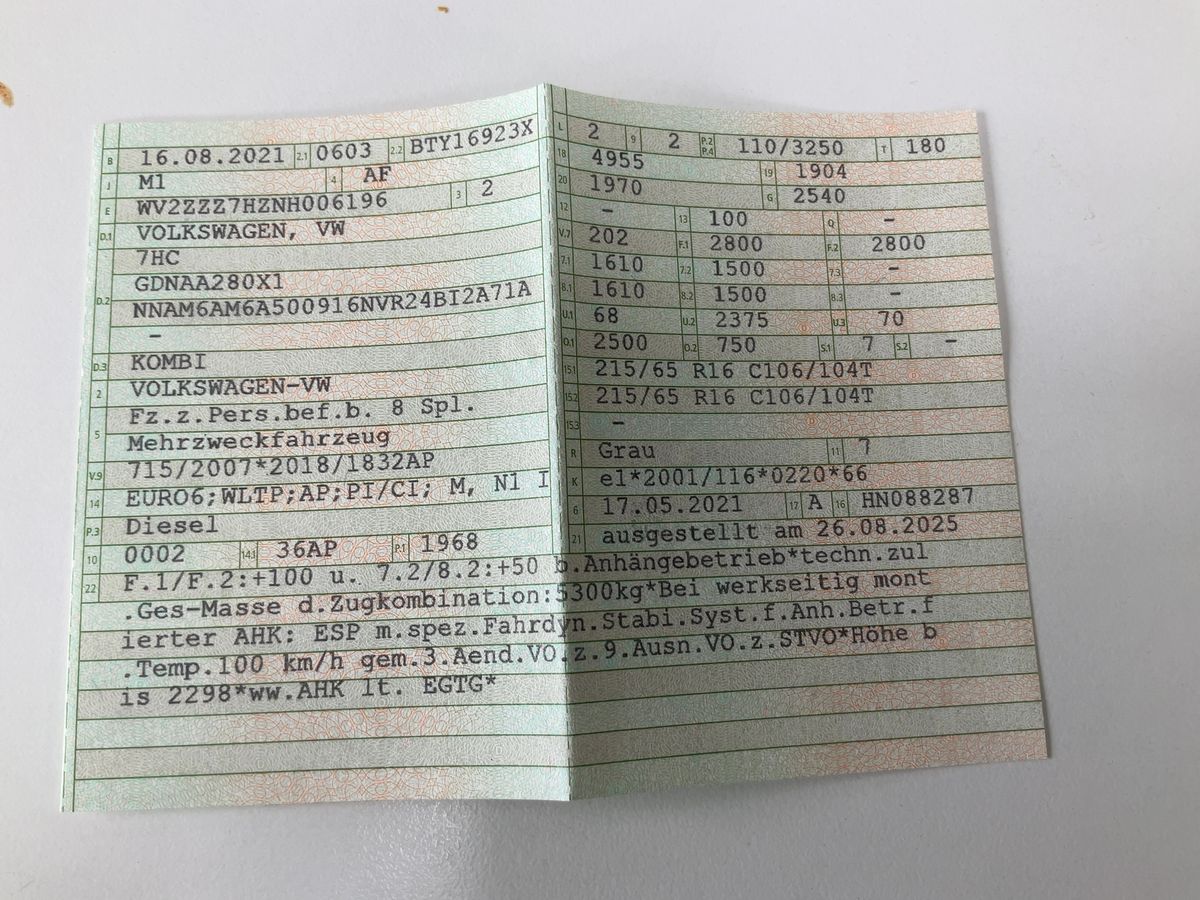 B 16.08.2021 2.1 0603 2.2 BTY16923X
J M1 4 AF
E WV2ZZZ7HZNH006196 3 2
D.1 VOLKSWAGEN, VW
7HC
D.2 GDNAA280X1
NNAM6AM6A500916NVR24BI2A71A
–
D.3 KOMBI
2 VOLKSWAGEN-VW
5 Fz.z.Pers.bef.b. 8 Spl.
Mehrzweckfahrzeug
V.9 715/2007*2018/1832AP
14 EURO6;WLTP;AP;PI/CI; M, N1 I
P.3 Diesel
10 0002 14.1 36AP P.1 1968
L 2 9 2 P.2 P.4 110/3250 T 180
18 4955 19 1904
20 1970 G 2540
12 – 13 100 Q –
V.7 202 F.1 2800 F.2 2800
7.1 1610 7.2 1500 7.3 –
8.1 1610 8.2 1500 8.3 –
U.1 68 U.2 2375 U.3 70
O.1 2500 O.2 750 S.1 7 S.2 –
15.1 215/65 R16 C106/104T
15.2 215/65 R16 C106/104T
15.3 –
R Grau 11 7
K e1*2001/116*0220*66
6 17.05.2021 17 A 16 HN088287
21 ausgestellt am 26.08.2025
22 F.1/F.2:+100 u. 7.2/8.2:+50 b.Anhängebetrieb*techn.zul
.Ges-Masse d.Zugkombination:5300kg*Bei werkseitig mont
ierter AHK: ESP m.spez.Fahrdyn.Stabi.Syst.f.Anh.Betr.f
.Temp.100 km/h gem.3.Aend.VO.z.9.Ausn.VO.z.STVO*Höhe b
is 2298*ww.AHK lt. EGTG*